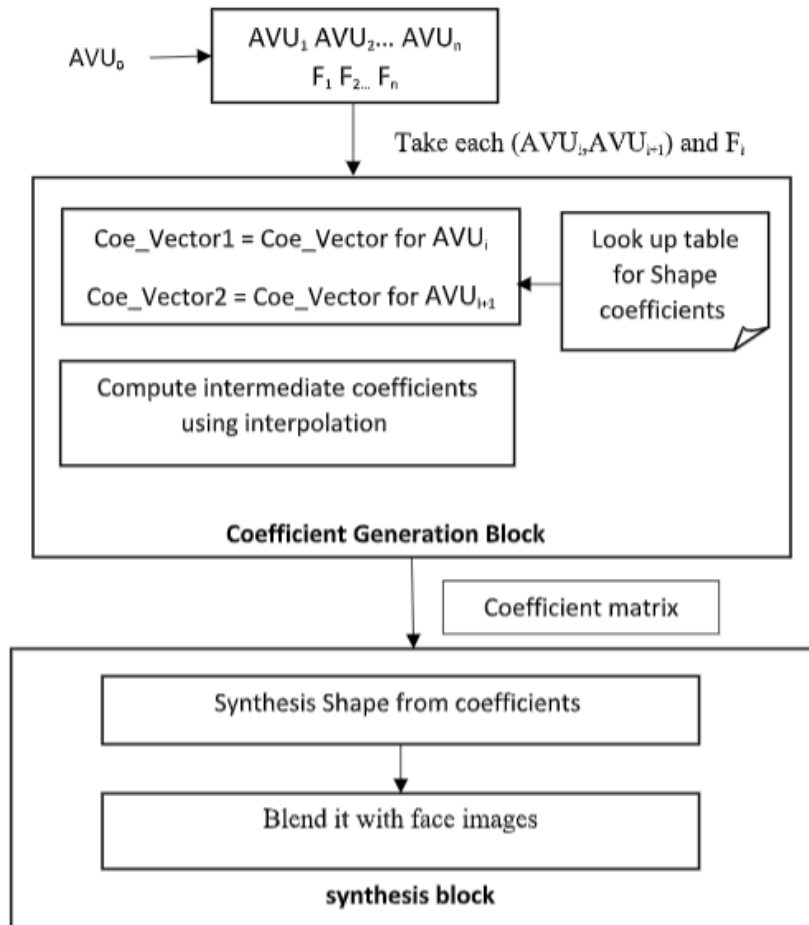 AVU₀
AVU₁ AVU₂... AVUₙ
F₁ F₂... Fₙ
Take each (AVUᵢ,AVUᵢ₊₁) and Fᵢ
Coe_Vector1 = Coe_Vector for AVUᵢ
Coe_Vector2 = Coe_Vector for AVUᵢ₊₁
Look up table
for Shape
coefficients
Compute intermediate coefficients
using interpolation
Coefficient Generation Block
Coefficient matrix
Synthesis Shape from coefficients
Blend it with face images
synthesis block